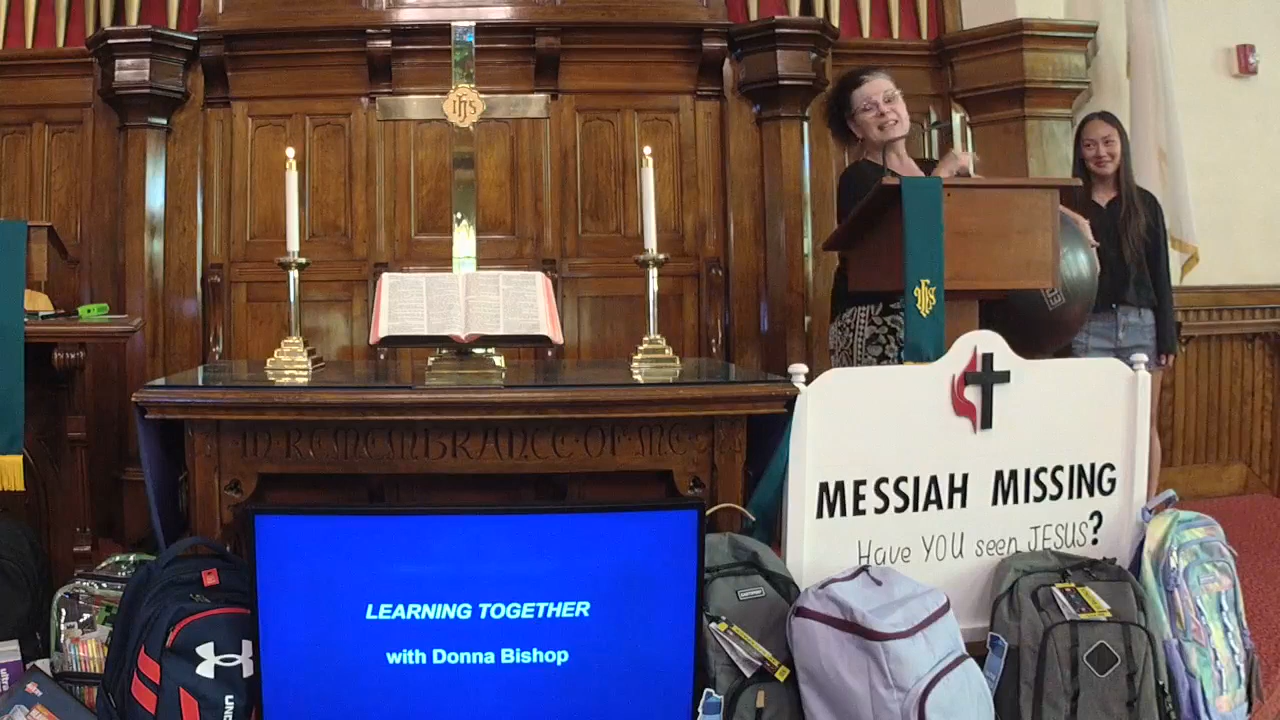 IHS
IHS
IN·REMEMBRANCE·OF·ME
MESSIAH MISSING
Have YOU seen JESUS?
LEARNING TOGETHER
with Donna Bishop